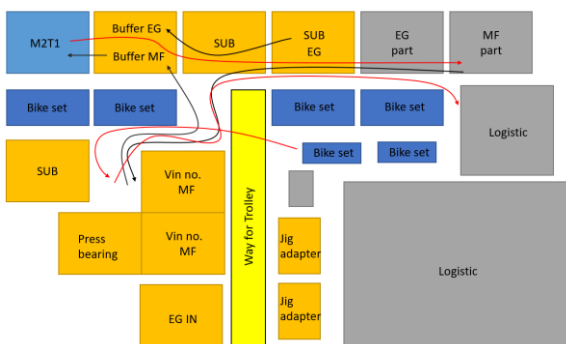 M2T1
Buffer EG
Buffer MF
SUB
SUB
EG
EG
part
MF
part
Bike set
Bike set
Bike set
Bike set
Logistic
Bike set
Bike set
SUB
Vin no.
MF
Way for Trolley
Press
bearing
Vin no.
MF
Jig
adapter
Logistic
EG IN
Jig
adapter